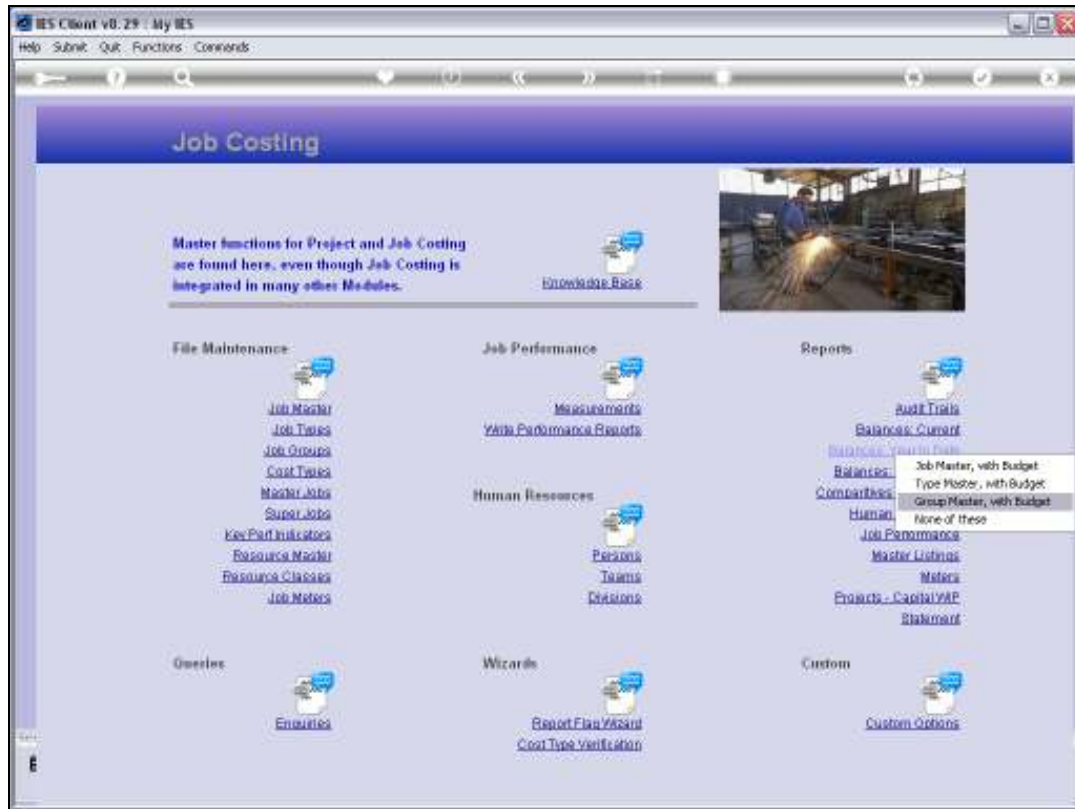 IES Client v8.29 : My IES
Help Submit Quit Functions Commands
Job Costing
Master functions for Project and Job Costing
are found here, even though Job Costing is
integrated in many other Modules.
Knowledge Base
File Maintenance
Job Master
Job Types
Job Groups
Cost Types
Master Jobs
Super Jobs
Key Perf Indicators
Resource Master
Resource Classes
Job Meters
Job Performance
Measurements
Write Performance Reports
Human Resources
Persons
Teams
Divisions
Reports
Audit Trails
Balances: Current
Balances: Year to Date
Balances:
Comparitives
Human
Job Performance
Master Listings
Meters
Projects - Capital WIP
Statement
Job Master, with Budget
Type Master, with Budget
Group Master, with Budget
None of these
Queries
Enquiries
Wizards
Report Flag Wizard
Cost Type Verification
Custom
Custom Options